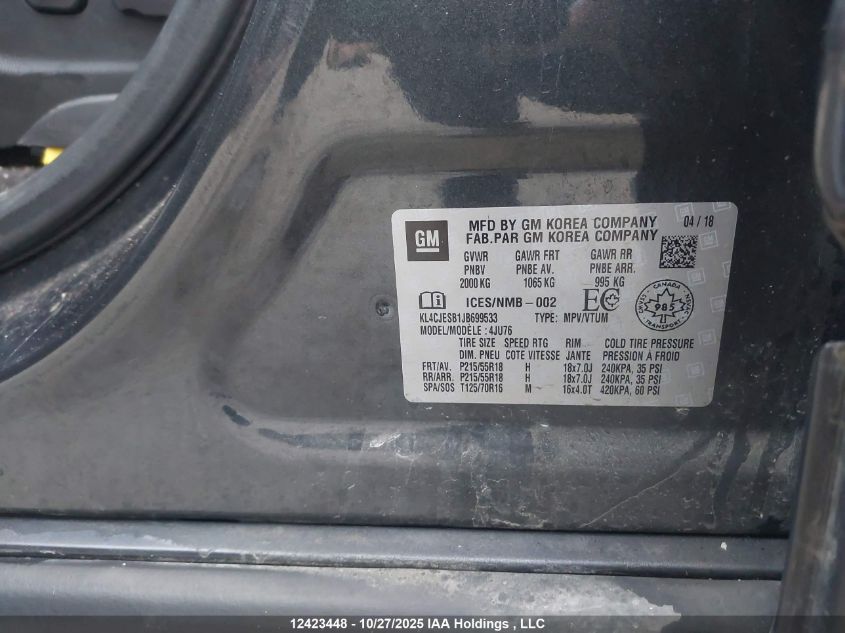 GM
MFD BY GM KOREA COMPANY 04 / 18
FAB.PAR GM KOREA COMPANY
GVWR GAWR FRT GAWR RR
PNBV PNBE AV. PNBE ARR.
2000 KG 1065 KG 995 KG
ICES/NMB-002 EC
CANADA
985
TRANSPORT
KL4CJESB1JB699533 TYPE: MPV/VTUM
MODEL/MODÈLE : 4JU76
TIRE SIZE SPEED RTG RIM COLD TIRE PRESSURE
DIM. PNEU COTE VITESSE JANTE PRESSION À FROID
FRT/AV. P215/55R18 H 18x7.0J 240KPA, 35 PSI
RR/ARR. P215/55R18 H 18x7.0J 240KPA, 35 PSI
SPA/SOS T125/70R16 M 16x4.0T 420KPA, 60 PSI
12423448 - 10/27/2025 IAA Holdings , LLC